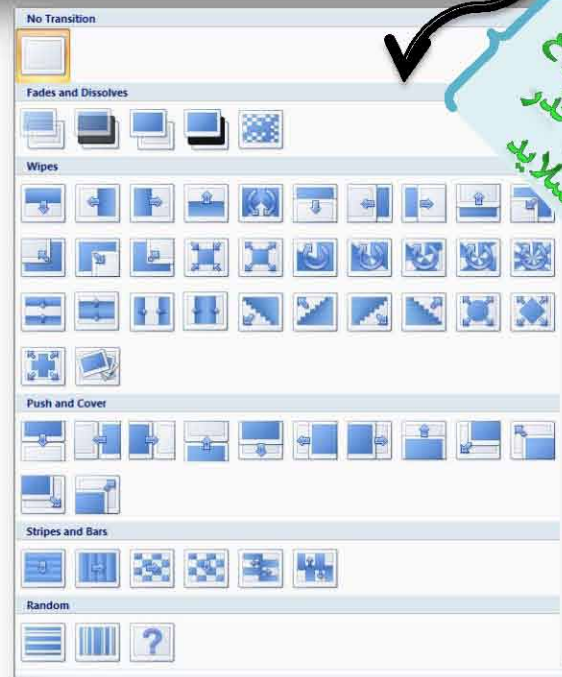 No Transition
Fades and Dissolves
Wipes
Push and Cover
Stripes and Bars
Random
?